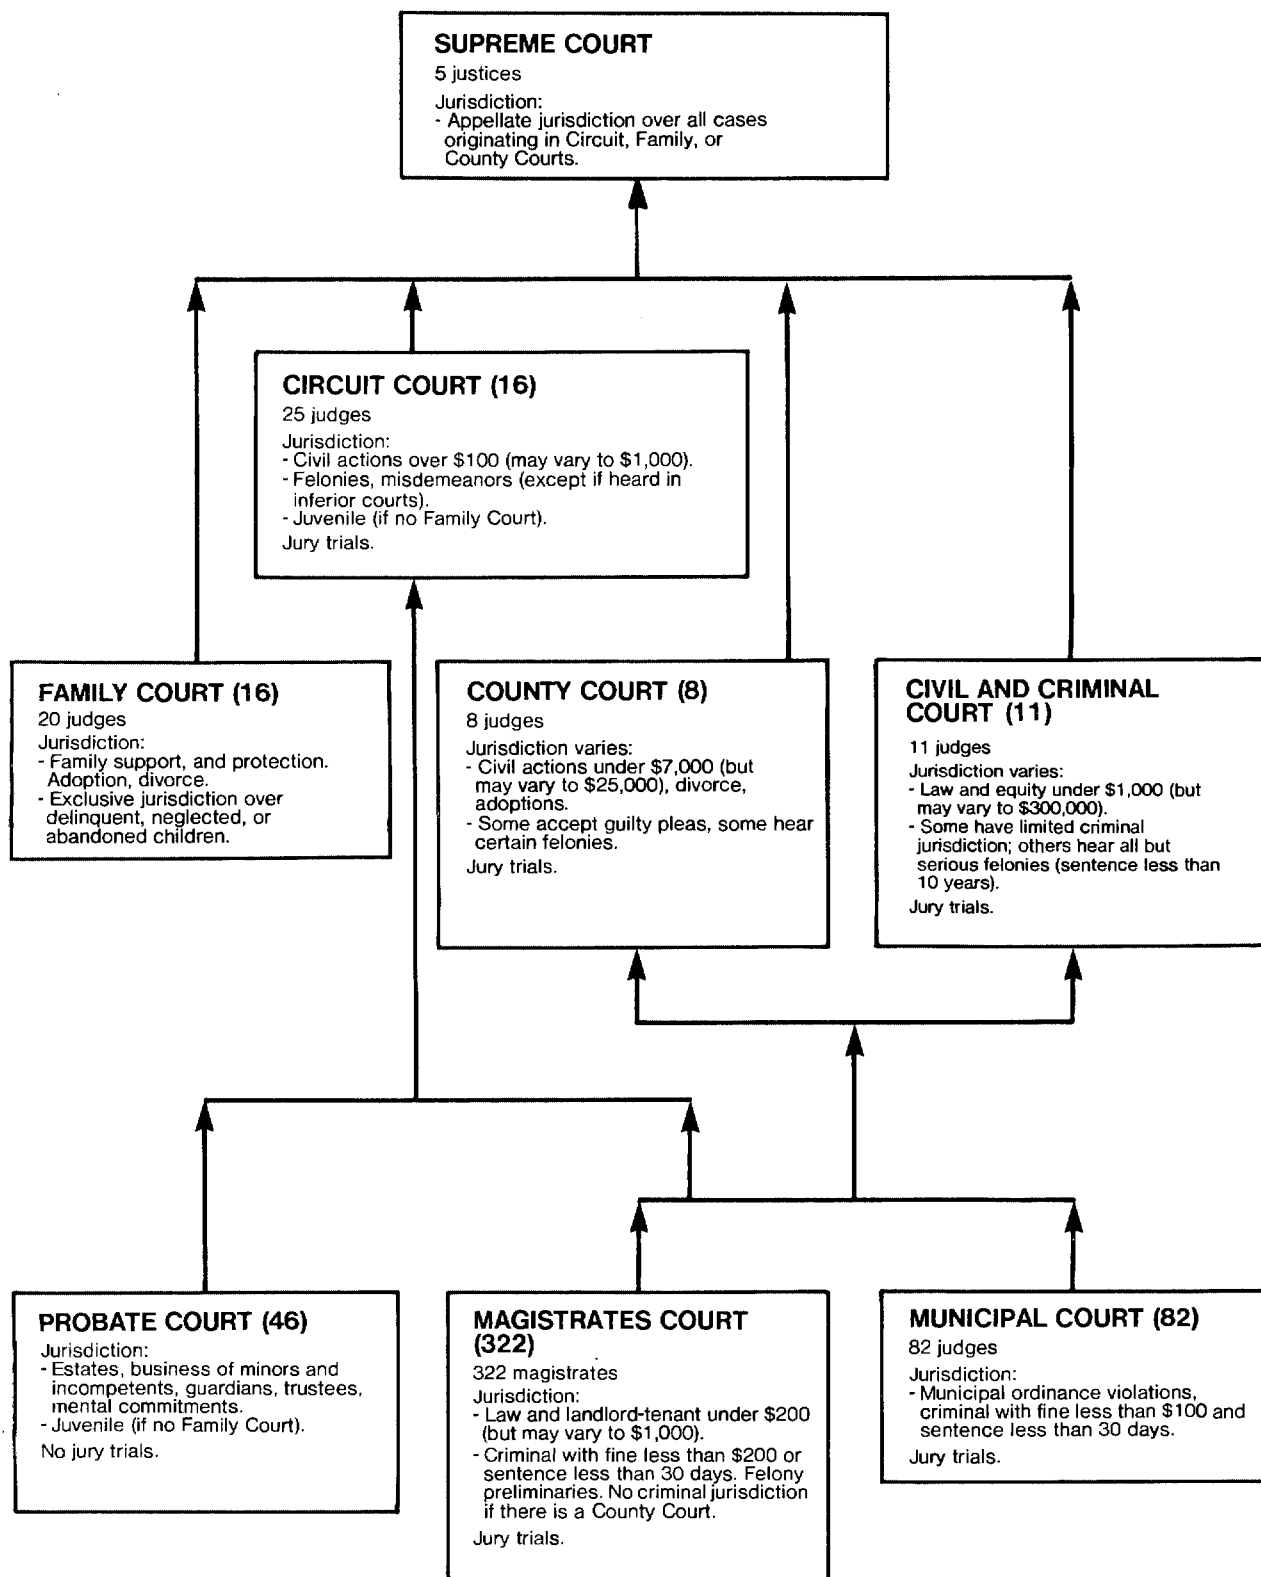 SUPREME COURT
5 justices
Jurisdiction:
- Appellate jurisdiction over all cases
originating in Circuit, Family, or
County Courts.
CIRCUIT COURT (16)
25 judges
Jurisdiction:
- Civil actions over $100 (may vary to $1,000).
- Felonies, misdemeanors (except if heard in
inferior courts).
- Juvenile (if no Family Court).
Jury trials.
FAMILY COURT (16)
20 judges
Jurisdiction:
- Family support, and protection.
Adoption, divorce.
- Exclusive jurisdiction over
delinquent, neglected, or
abandoned children.
COUNTY COURT (8)
8 judges
Jurisdiction varies:
- Civil actions under $7,000 (but
may vary to $25,000), divorce,
adoptions.
- Some accept guilty pleas, some hear
certain felonies.
Jury trials.
CIVIL AND CRIMINAL
COURT (11)
11 judges
Jurisdiction varies:
- Law and equity under $1,000 (but
may vary to $300,000).
- Some have limited criminal
jurisdiction; others hear all but
serious felonies (sentence less than
10 years).
Jury trials.
PROBATE COURT (46)
Jurisdiction:
- Estates, business of minors and
incompetents, guardians, trustees,
mental commitments.
- Juvenile (if no Family Court).
No jury trials.
MAGISTRATES COURT
(322)
322 magistrates
Jurisdiction:
- Law and landlord-tenant under $200
(but may vary to $1,000).
- Criminal with fine less than $200 or
sentence less than 30 days. Felony
preliminaries. No criminal jurisdiction
if there is a County Court.
Jury trials.
MUNICIPAL COURT (82)
82 judges
Jurisdiction:
- Municipal ordinance violations,
criminal with fine less than $100 and
sentence less than 30 days.
Jury trials.